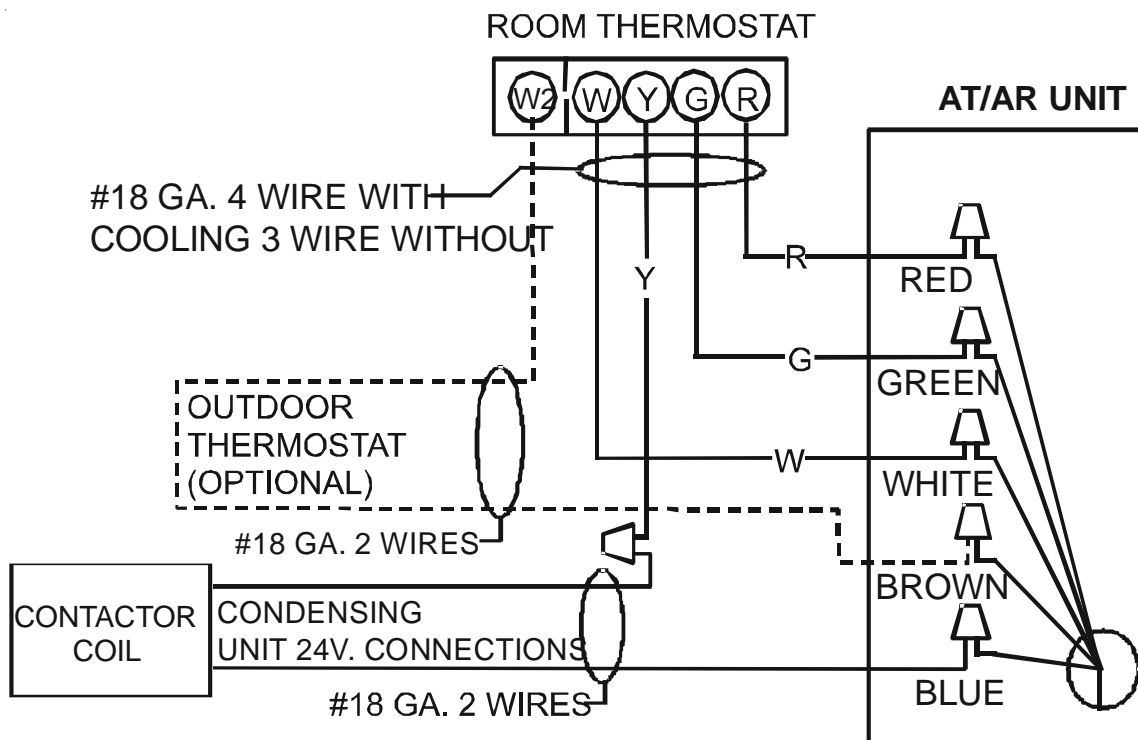 ROOM THERMOSTAT
W2 W Y G R
AT/AR UNIT
#18 GA. 4 WIRE WITH
COOLING 3 WIRE WITHOUT
R
RED
Y
G
GREEN
OUTDOOR
THERMOSTAT
(OPTIONAL)
W
WHITE
#18 GA. 2 WIRES
BROWN
CONTACTOR
COIL
CONDENSING
UNIT 24V. CONNECTIONS
BLUE
#18 GA. 2 WIRES